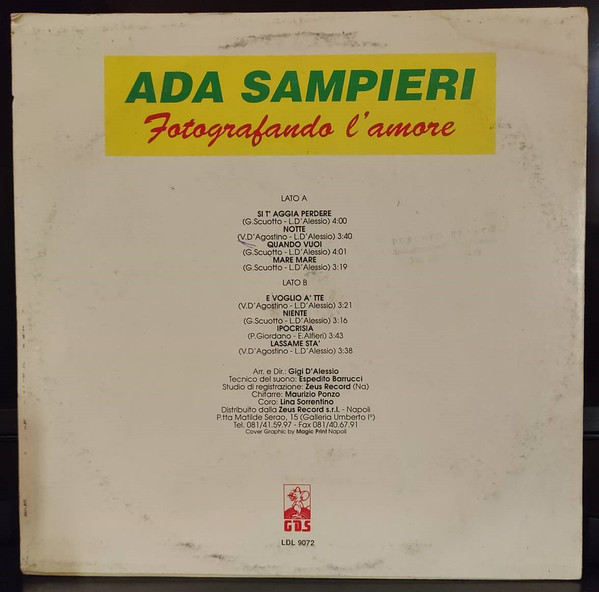 ADA SAMPIERI
Fotografando l'amore
LATO A
SI T' AGGIA PERDERE
(G.Scuotto - L.D'Alessio) 4:00
NOTTE
(V.D'Agostino - L.D'Alessio) 3:40
QUANDO VUOI
(G.Scuotto - L.D'Alessio) 4:01
MARE MARE
(G.Scuotto - L.D'Alessio) 3:19
LATO B
E VOGLIO A' TTE
(V.D'Agostino - L.D'Alessio) 3:21
NIENTE
(G.Scuotto - L.D'Alessio) 3:16
IPOCRISIA
(P.Giordano - E.Alfieri) 3:43
LASSAME STA'
(V.D'Agostino - L.D'Alessio) 3:38
Arr. e Dir.: Gigi D'Alessio
Tecnico del suono: Espedito Barrucci
Studio di registrazione: Zeus Record (Na)
Chifarre: Maurizio Ponzo
Coro: Lina Sorrentino
Distribuito dalla Zeus Record s.r.l. - Napoli
P.tta Matilde Serao, 15 (Galleria Umberto I°)
Tel. 081/41.59.97 - Fax 081/40.67.91
Cover Graphic by Magic Print Napoli
GDS
LDL 9072